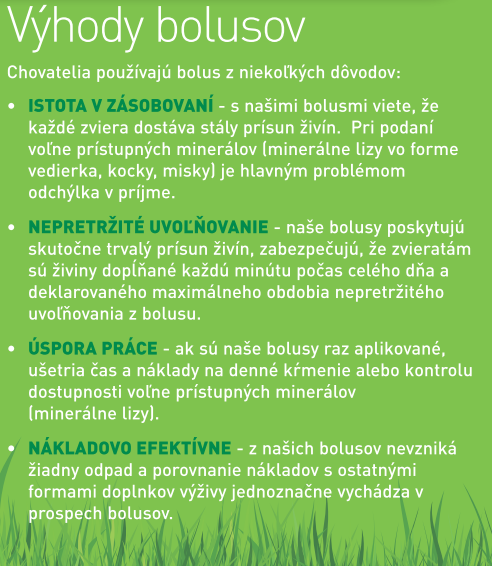 Výhody bolusov
Chovatelia používajú bolus z niekoľkých dôvodov:
• ISTOTA V ZÁSOBOVANÍ - s našimi bolusmi viete, že
každé zviera dostáva stály prísun živín. Pri podaní
voľne prístupných minerálov (minerálne lizy vo forme
vedierka, kocky, misky) je hlavným problémom
odchýlka v príjme.
• NEPRETRŽITÉ UVOĽŇOVANIE - naše bolusy poskytujú
skutočne trvalý prísun živín, zabezpečujú, že zvieratám
sú živiny dopĺňané každú minútu počas celého dňa a
deklarovaného maximálneho obdobia nepretržitého
uvoľňovania z bolusu.
• ÚSPORA PRÁCE - ak sú naše bolusy raz aplikované,
ušetria čas a náklady na denné kŕmenie alebo kontrolu
dostupnosti voľne prístupných minerálov
(minerálne lizy).
• NÁKLADOVO EFEKTÍVNE - z našich bolusov nevzniká
žiadny odpad a porovnanie nákladov s ostatnými
formami doplnkov výživy jednoznačne vychádza v
prospech bolusov.